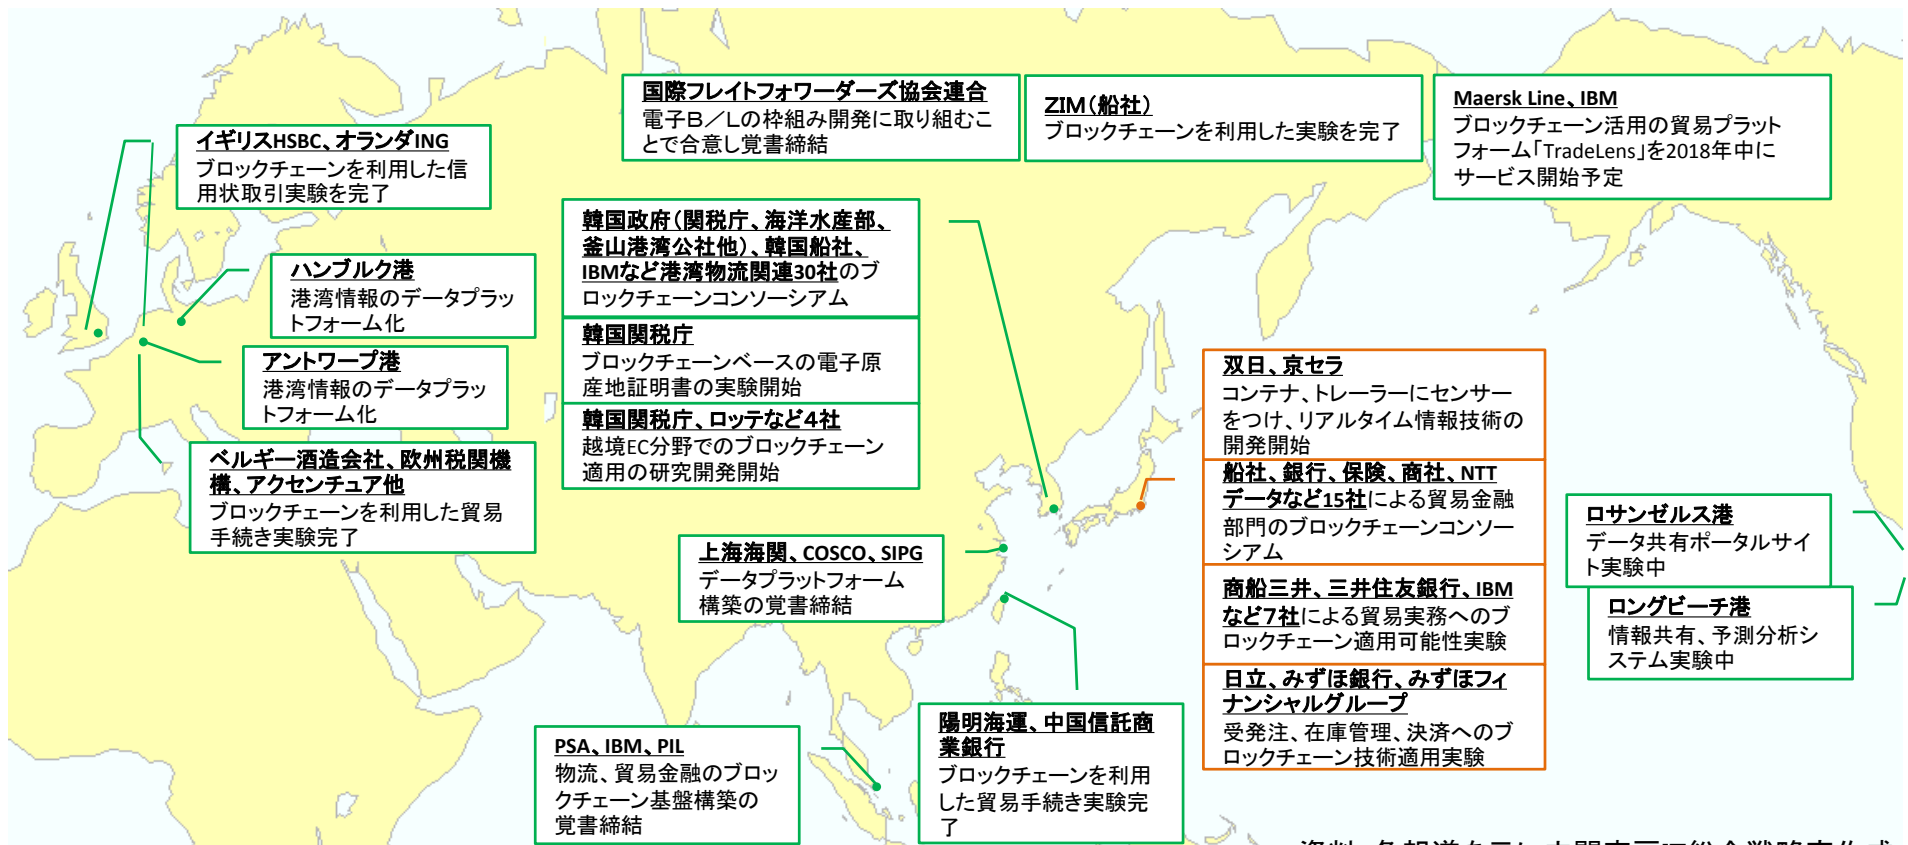 国際フレイトフォワーダーズ協会連合
電子B/Lの枠組み開発に取り組むこ
とで合意し覚書締結
ZIM(船社)
ブロックチェーンを利用した実験を完了
Maersk Line、IBM
ブロックチェーン活用の貿易プラット
フォーム「TradeLens」を2018年中に
サービス開始予定
イギリスHSBC、オランダING
ブロックチェーンを利用した信
用状取引実験を完了
ハンブルク港
港湾情報のデータプラッ
トフォーム化
アントワープ港
港湾情報のデータプラッ
トフォーム化
ベルギー酒造会社、欧州税関機
構、アクセンチュア他
ブロックチェーンを利用した貿易
手続き実験完了
韓国政府(関税庁、海洋水産部、
釜山港湾公社他)、韓国船社、
IBMなど港湾物流関連30社のブ
ロックチェーンコンソーシアム
韓国関税庁
ブロックチェーンベースの電子原
産地証明書の実験開始
韓国関税庁、ロッテなど4社
越境EC分野でのブロックチェーン
適用の研究開発開始
上海海関、COSCO、SIPG
データプラットフォーム
構築の覚書締結
PSA、IBM、PIL
物流、貿易金融のブロッ
クチェーン基盤構築の
覚書締結
陽明海運、中国信託商
業銀行
ブロックチェーンを利用
した貿易手続き実験完
了
双日、京セラ
コンテナ、トレーラーにセンサー
をつけ、リアルタイム情報技術の
開発開始
船社、銀行、保険、商社、NTT
データなど15社による貿易金融
部門のブロックチェーンコンソー
シアム
商船三井、三井住友銀行、IBM
など7社による貿易実務へのブ
ロックチェーン適用可能性実験
日立、みずほ銀行、みずほフィ
ナンシャルグループ
受発注、在庫管理、決済へのブ
ロックチェーン技術適用実験
ロサンゼルス港
データ共有ポータルサイ
ト実験中
ロングビーチ港
情報共有、予測分析シ
ステム実験中